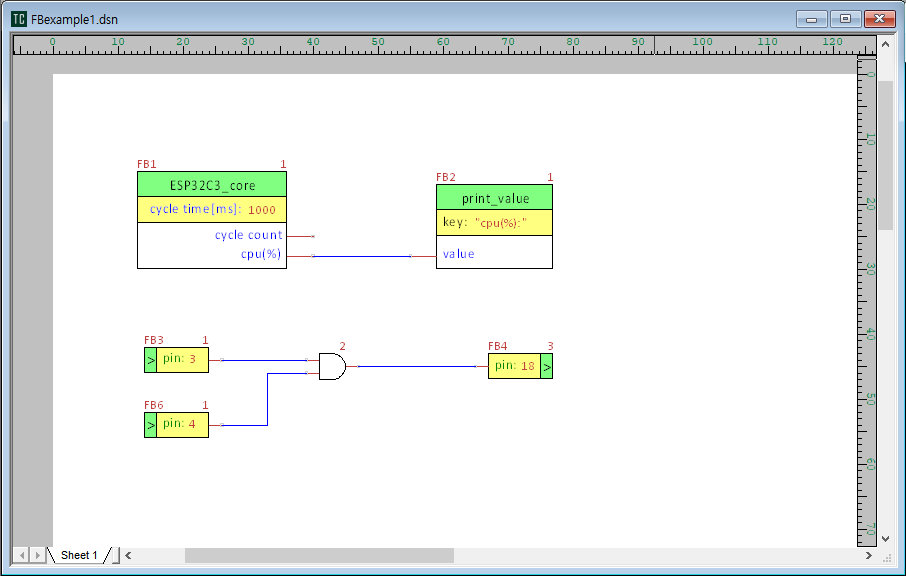 TC FBexample1.dsn
0 10 20 30 40 50 60 70 80 90 100 110 120
0
10
20
30
40
50
60
70
FB1 1
ESP32C3_core
cycle time[ms]: 1000
cycle count
cpu(%)
FB2 1
print_value
key: "cpu(%):"
value
FB3 1
> pin: 3
2
FB4 3
pin: 18 >
FB6 1
> pin: 4
Sheet 1